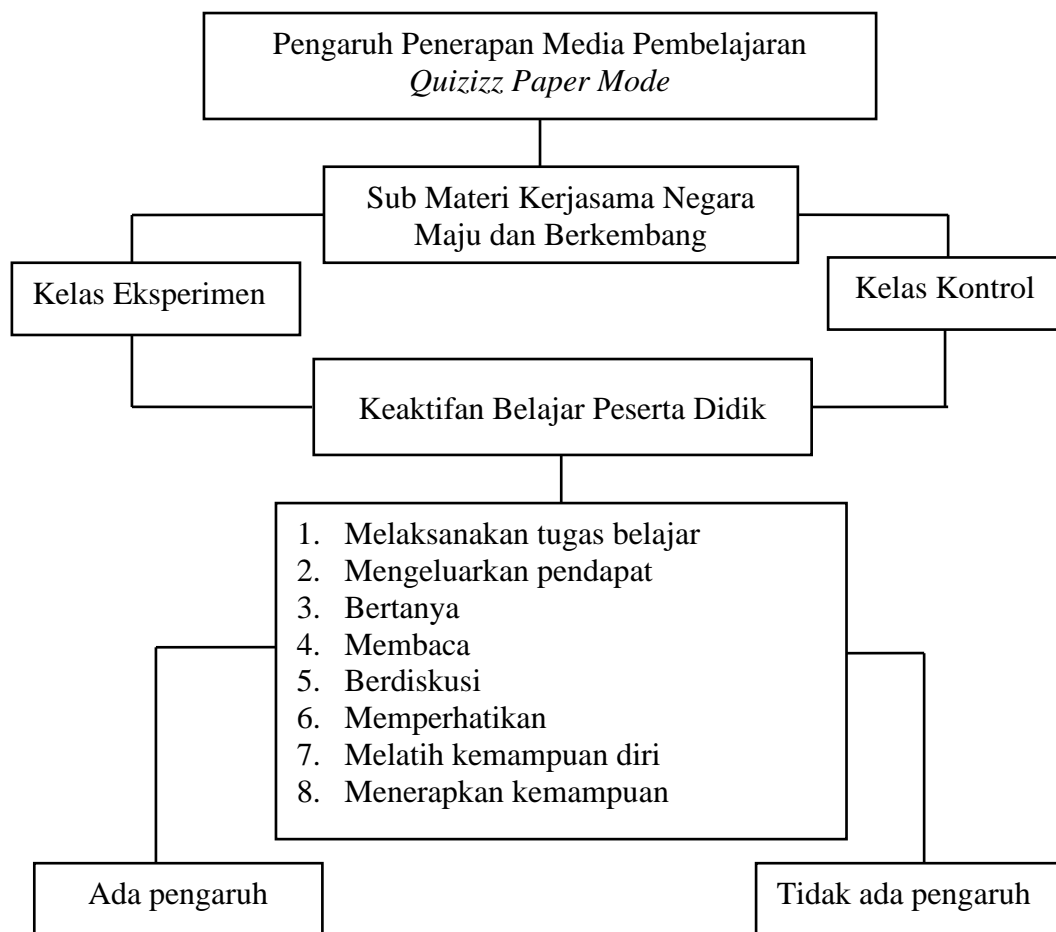 Pengaruh Penerapan Media Pembelajaran
Quizizz Paper Mode
Sub Materi Kerjasama Negara
Maju dan Berkembang
Kelas Eksperimen
Kelas Kontrol
Keaktifan Belajar Peserta Didik
1. Melaksanakan tugas belajar
2. Mengeluarkan pendapat
3. Bertanya
4. Membaca
5. Berdiskusi
6. Memperhatikan
7. Melatih kemampuan diri
8. Menerapkan kemampuan
Ada pengaruh
Tidak ada pengaruh